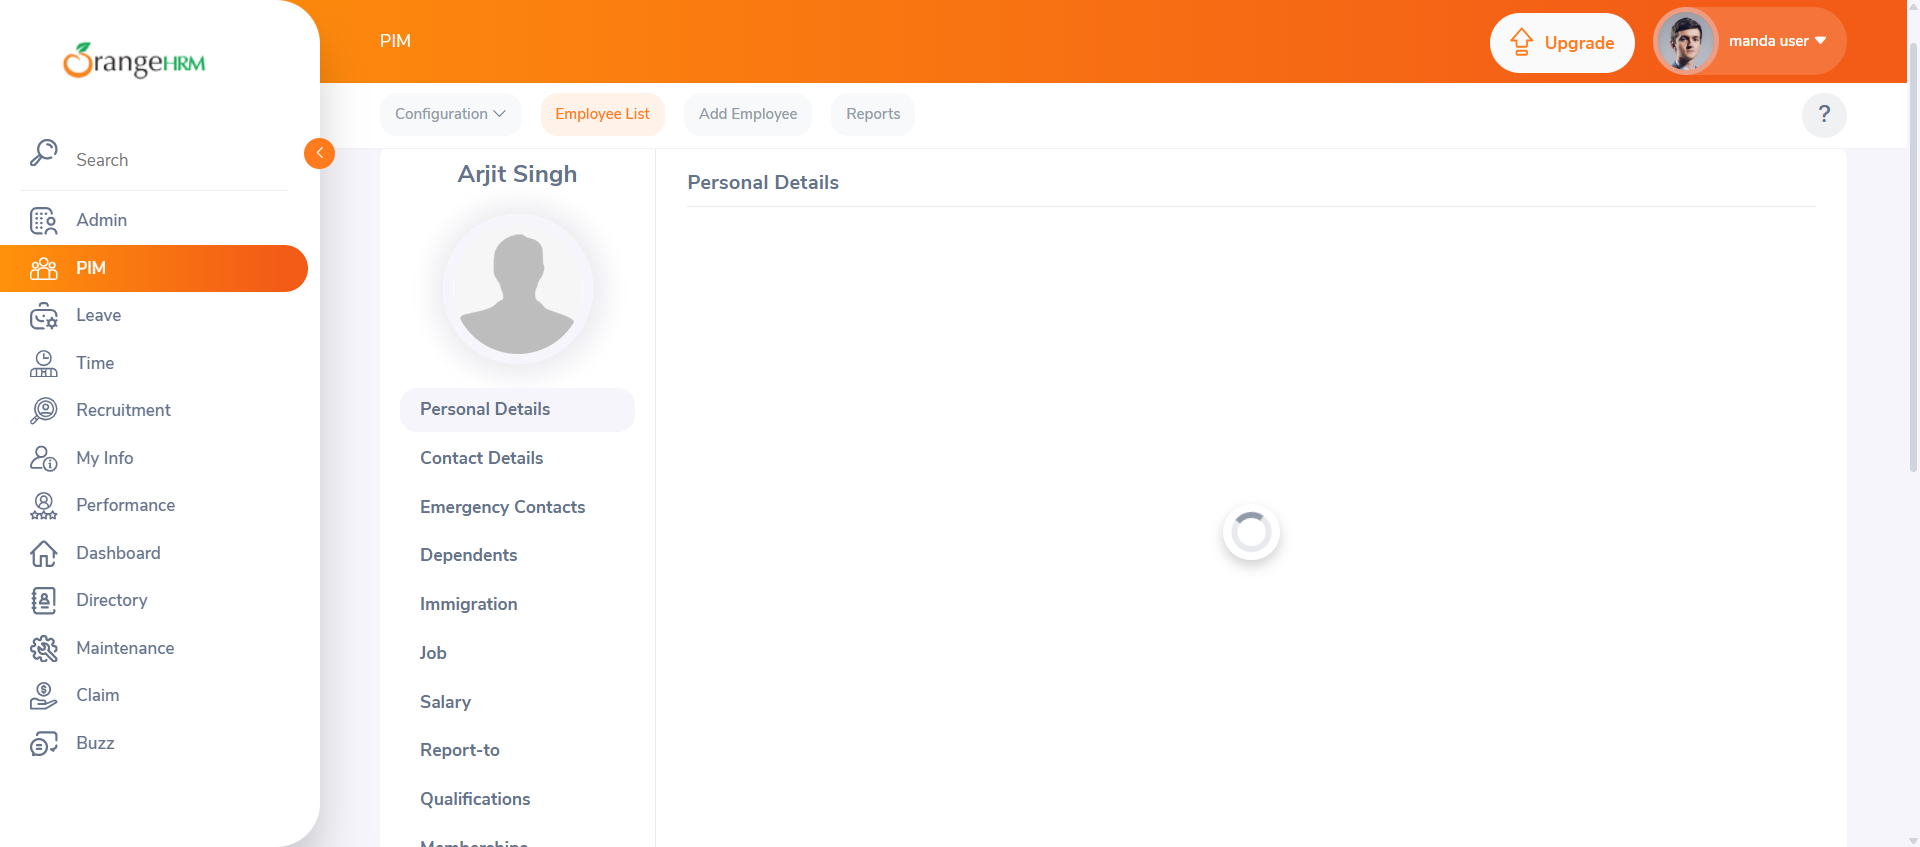 OrangeHRM
PIM
Upgrade
manda user
Configuration
Employee List
Add Employee
Reports
?
Search
Admin
PIM
Leave
Time
Recruitment
My Info
Performance
Dashboard
Directory
Maintenance
Claim
Buzz
Arjit Singh
Personal Details
Contact Details
Emergency Contacts
Dependents
Immigration
Job
Salary
Report-to
Qualifications
Memberships
Personal Details